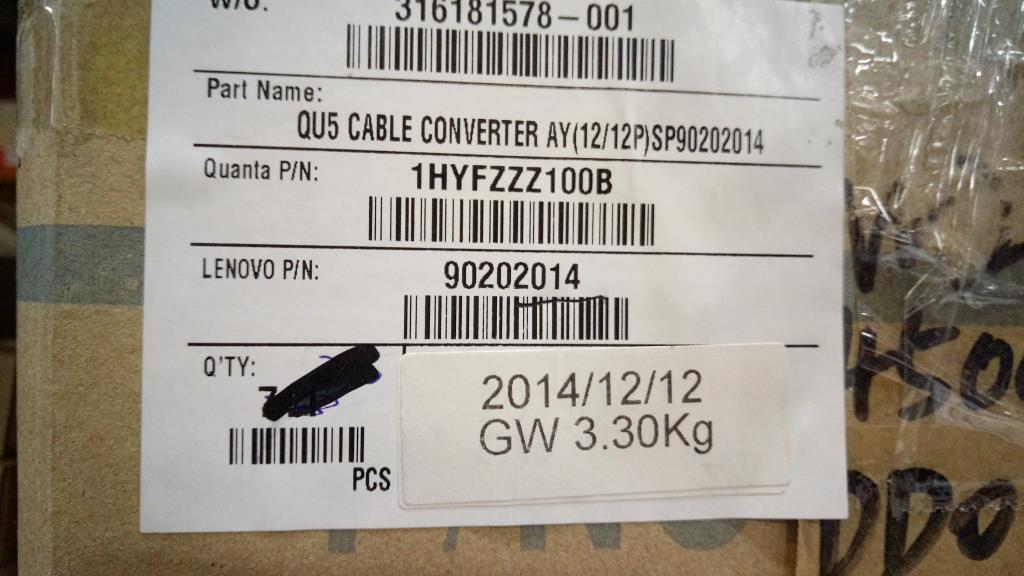 W/O: 316181578-001
Part Name:
QU5 CABLE CONVERTER AY(12/12P)SP90202014
Quanta P/N: 1HYFZZZ100B
LENOVO P/N: 90202014
Q'TY:
PCS
2014/12/12
GW 3.30Kg